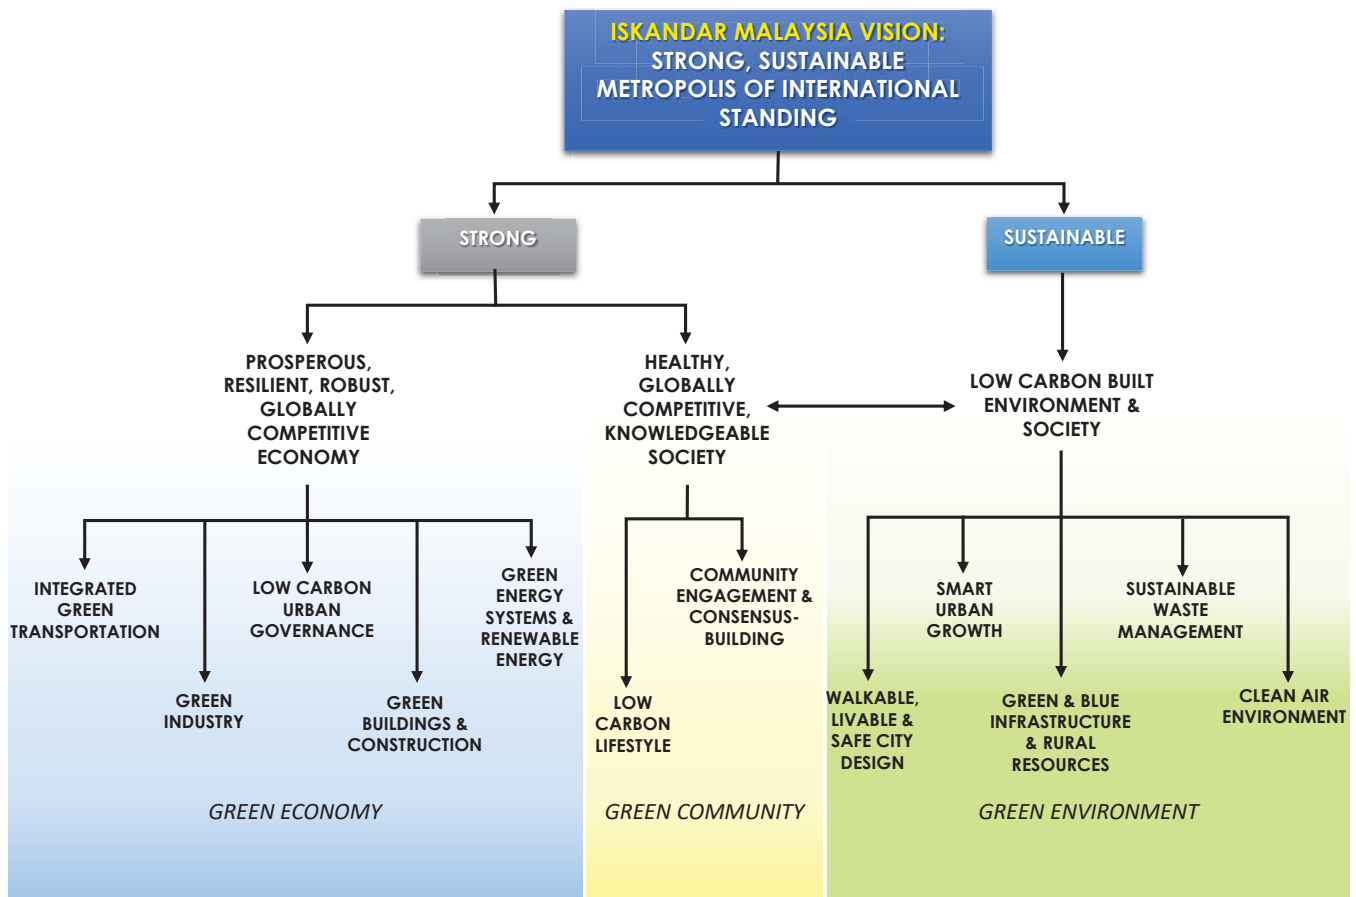 ISKANDAR MALAYSIA VISION:
STRONG, SUSTAINABLE
METROPOLIS OF INTERNATIONAL
STANDING
STRONG
SUSTAINABLE
PROSPEROUS,
RESILIENT, ROBUST,
GLOBALLY
COMPETITIVE
ECONOMY
HEALTHY,
GLOBALLY
COMPETITIVE,
KNOWLEDGEABLE
SOCIETY
LOW CARBON BUILT
ENVIRONMENT &
SOCIETY
INTEGRATED
GREEN
TRANSPORTATION
GREEN
INDUSTRY
LOW CARBON
URBAN
GOVERNANCE
GREEN
BUILDINGS &
CONSTRUCTION
GREEN
ENERGY
SYSTEMS &
RENEWABLE
ENERGY
LOW
CARBON
LIFESTYLE
COMMUNITY
ENGAGEMENT &
CONSENSUS-
BUILDING
WALKABLE,
LIVABLE &
SAFE CITY
DESIGN
SMART
URBAN
GROWTH
GREEN & BLUE
INFRASTRUCTURE
& RURAL
RESOURCES
SUSTAINABLE
WASTE
MANAGEMENT
CLEAN AIR
ENVIRONMENT
GREEN ECONOMY
GREEN COMMUNITY
GREEN ENVIRONMENT